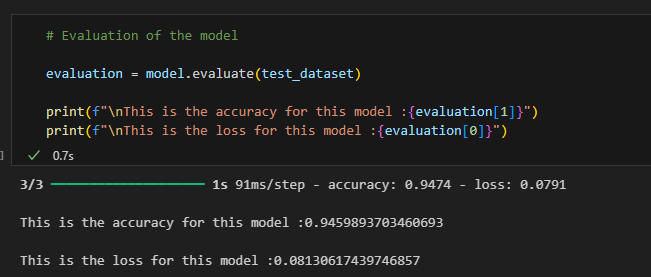 # Evaluation of the model
evaluation = model.evaluate(test_dataset)
print(f"\nThis is the accuracy for this model :{evaluation[1]}")
print(f"\nThis is the loss for this model :{evaluation[0]}")
] ✓ 0.7s
3/3 ━━━━━━━━━━━━━━━━━━━━ 1s 91ms/step - accuracy: 0.9474 - loss: 0.0791
This is the accuracy for this model :0.9459893703460693
This is the loss for this model :0.08130617439746857